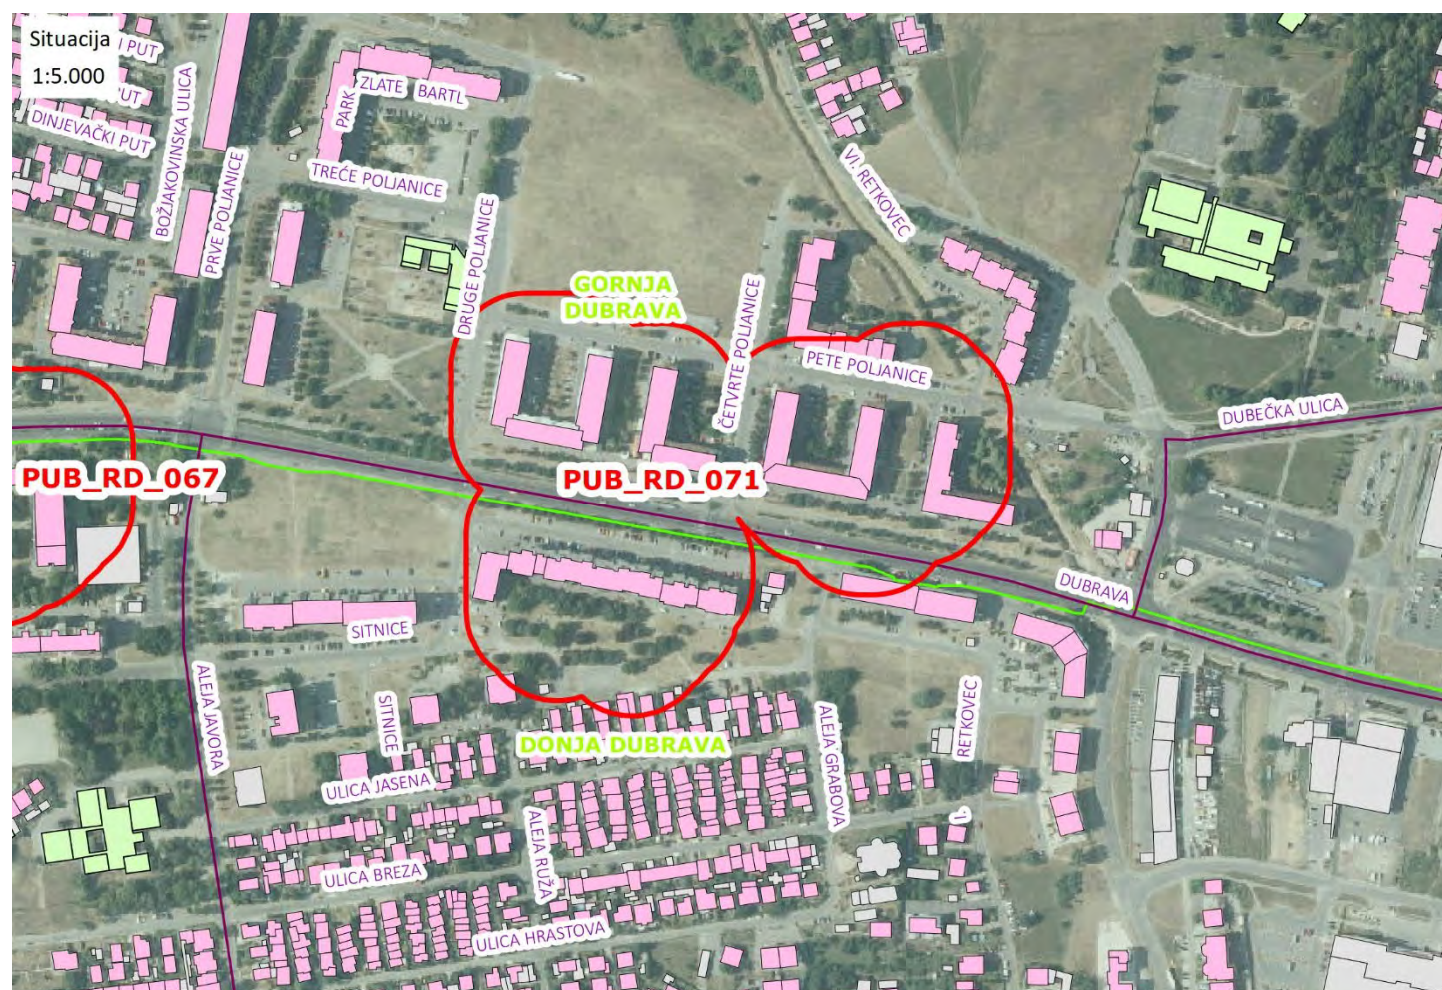 Situacija
1:5.000
KI PUT
PUT
DINJEVAČKI PUT
BOŽJAKOVINSKA ULICA
PRVE POLJANICE
PARK
ZLATE BARTL
TREĆE POLJANICE
DRUGE POLJANICE
VI. RETKOVEC
GORNJA
DUBRAVA
ČETVRTE POLJANICE
PETE POLJANICE
DUBEČKA ULICA
PUB_RD_067
PUB_RD_071
DUBRAVA
SITNICE
ALEJA JAVORA
SITNICE
DONJA DUBRAVA
ULICA JASENA
ALEJA GRABOVA
RETKOVEC
I
ALEJA RUŽA
ULICA BREZA
ULICA HRASTOVA